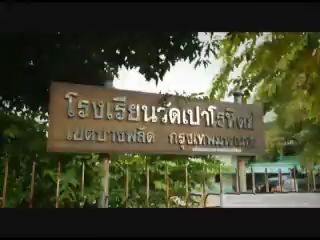 โรงเรียนวัดเปาโรหิตย์
เขตบางพลัด กรุงเทพมหานคร